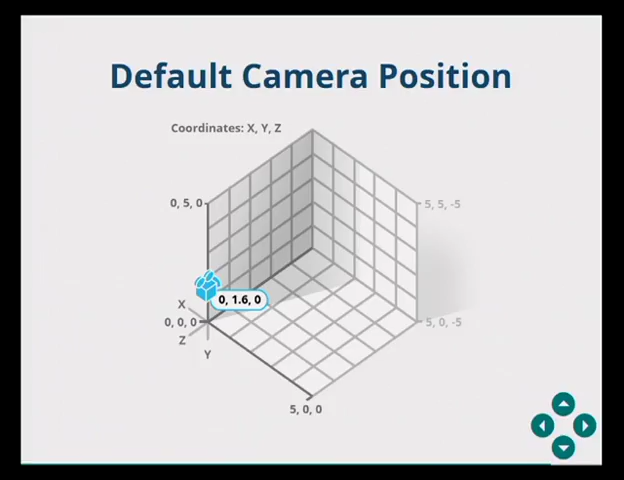 Default Camera Position
Coordinates: X, Y, Z
0, 5, 0
5, 5, -5
0, 1.6, 0
X
0, 0, 0
5, 0, -5
Z
Y
5, 0, 0